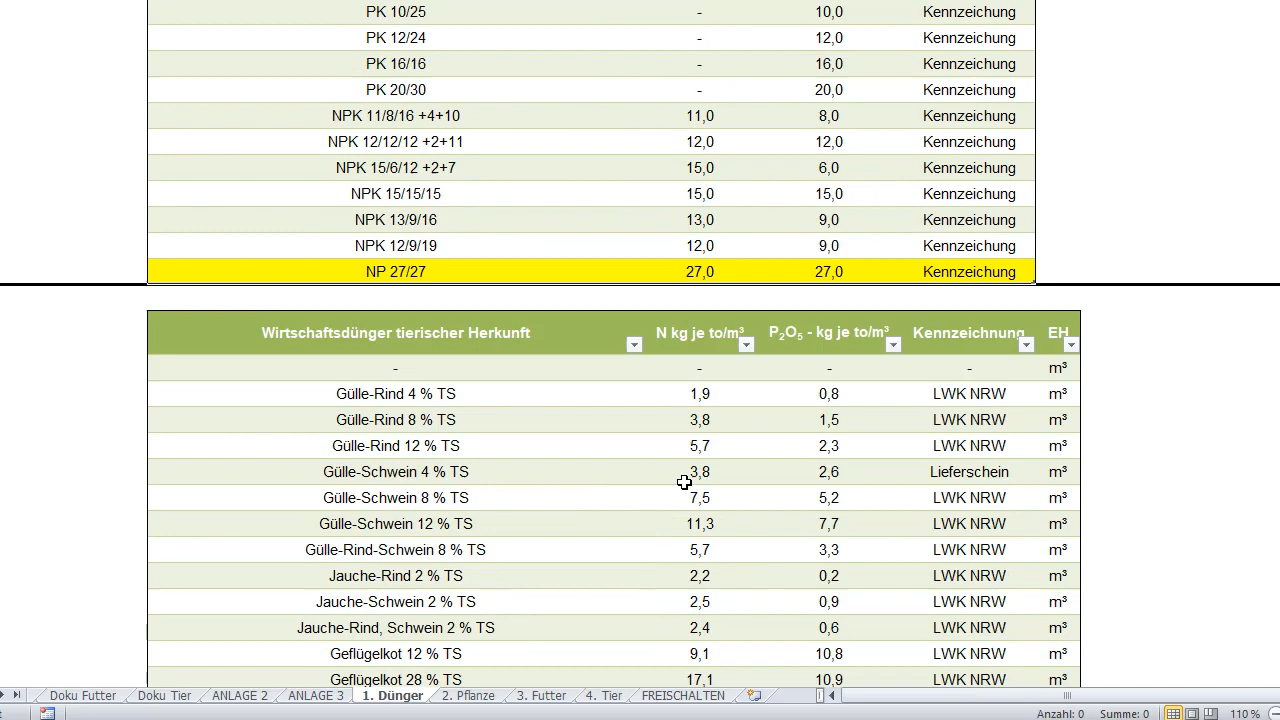 PK 10/25 - 10,0 Kennzeichung
PK 12/24 - 12,0 Kennzeichung
PK 16/16 - 16,0 Kennzeichung
PK 20/30 - 20,0 Kennzeichung
NPK 11/8/16 +4+10 11,0 8,0 Kennzeichung
NPK 12/12/12 +2+11 12,0 12,0 Kennzeichung
NPK 15/6/12 +2+7 15,0 6,0 Kennzeichung
NPK 15/15/15 15,0 15,0 Kennzeichung
NPK 13/9/16 13,0 9,0 Kennzeichung
NPK 12/9/19 12,0 9,0 Kennzeichung
NP 27/27 27,0 27,0 Kennzeichung
Wirtschaftsdünger tierischer Herkunft N kg je to/m³ P₂O₅ - kg je to/m³ Kennzeichnung EH
- - - - m³
Gülle-Rind 4 % TS 1,9 0,8 LWK NRW m³
Gülle-Rind 8 % TS 3,8 1,5 LWK NRW m³
Gülle-Rind 12 % TS 5,7 2,3 LWK NRW m³
Gülle-Schwein 4 % TS 3,8 2,6 Lieferschein m³
Gülle-Schwein 8 % TS 7,5 5,2 LWK NRW m³
Gülle-Schwein 12 % TS 11,3 7,7 LWK NRW m³
Gülle-Rind-Schwein 8 % TS 5,7 3,3 LWK NRW m³
Jauche-Rind 2 % TS 2,2 0,2 LWK NRW m³
Jauche-Schwein 2 % TS 2,5 0,9 LWK NRW m³
Jauche-Rind, Schwein 2 % TS 2,4 0,6 LWK NRW m³
Geflügelkot 12 % TS 9,1 10,8 LWK NRW m³
Geflügelkot 28 % TS 17,1 10,9 LWK NRW m³
Doku Futter Doku Tier ANLAGE 2 ANLAGE 3 1. Dünger 2. Pflanze 3. Futter 4. Tier FREISCHALTEN
Anzahl: 0 Summe: 0 110 %